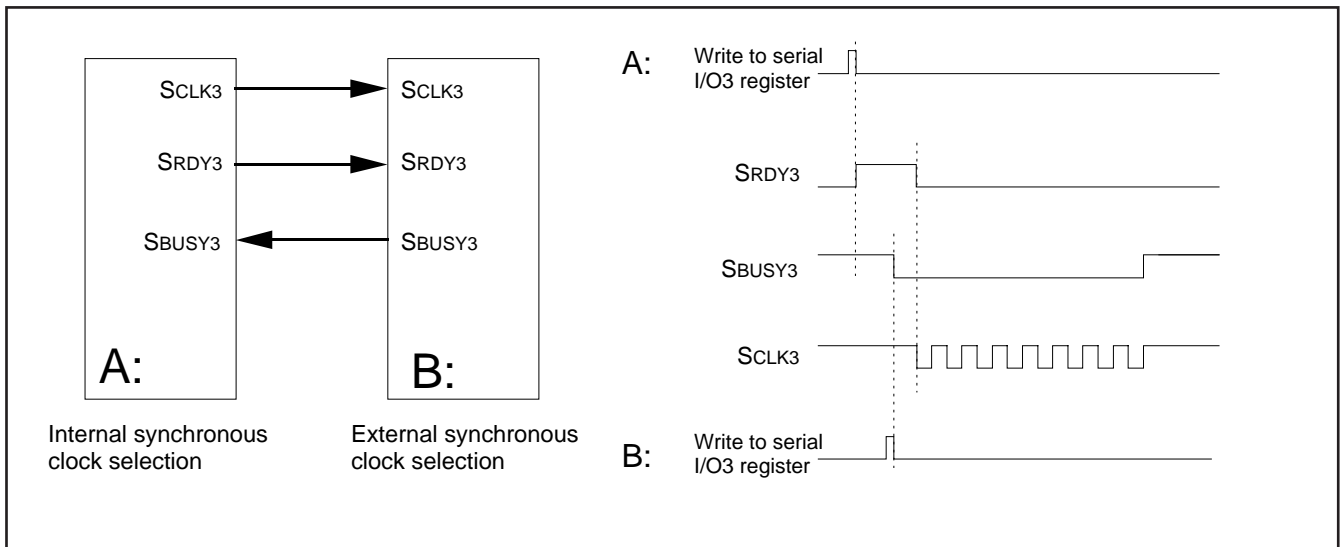 SCLK3
SRDY3
SBUSY3
A:
SCLK3
SRDY3
SBUSY3
B:
Internal synchronous
clock selection
External synchronous
clock selection
A:
Write to serial
I/O3 register
SRDY3
SBUSY3
SCLK3
B:
Write to serial
I/O3 register